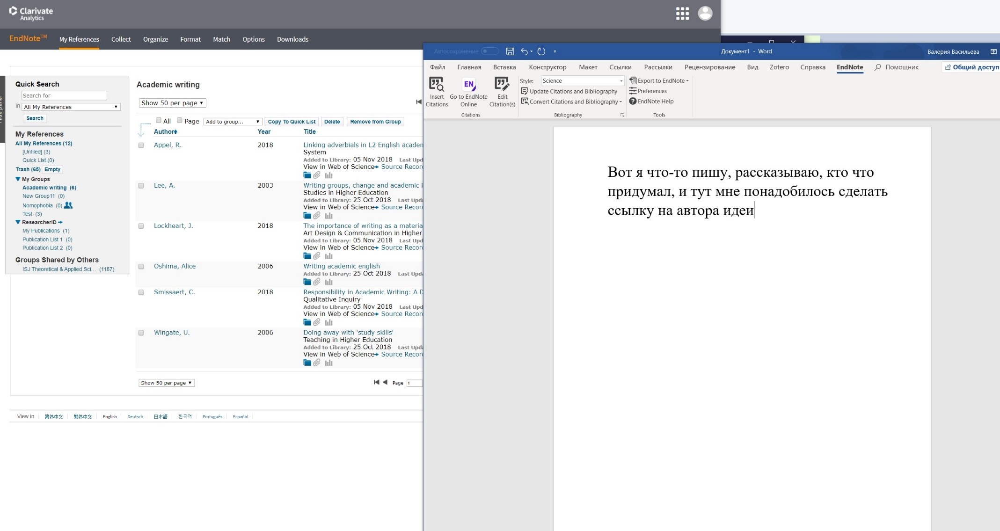 Clarivate
Analytics
EndNote™ My References Collect Organize Format Match Options Downloads
Quick Search
Search for
in All My References
Search
My References
All My References (12)
[Unfiled] (3)
Quick List (0)
Trash (65) Empty
My Groups
Academic writing (6)
New Group11 (0)
Nomophobia (0)
Test (3)
ResearcherID
My Publications (1)
Publication List 1 (0)
Publication List 2 (0)
Groups Shared by Others
ISJ Theoretical & Applied Sci... (1187)
Academic writing
Show 50 per page
All Page Add to group... Copy To Quick List Delete Remove from Group
Author Year Title
Appel, R. 2018 Linking adverbials in L2 English academ
System
Added to Library: 05 Nov 2018 Last Upd
View in Web of Science Source Record
Lee, A. 2003 Writing groups, change and academic i
Studies in Higher Education
Added to Library: 25 Oct 2018 Last Upda
View in Web of Science Source Record
Lockheart, J. 2018 The importance of writing as a materia
Art Design & Communication in Higher
Added to Library: 05 Nov 2018 Last Upd
View in Web of Science Source Record
Oshima, Alice 2006 Writing academic english
Added to Library: 25 Oct 2018 Last Upda
Smissaert, C. 2018 Responsibility in Academic Writing: A D
Qualitative Inquiry
Added to Library: 05 Nov 2018 Last Upd
View in Web of Science Source Record
Wingate, U. 2006 Doing away with 'study skills'
Teaching in Higher Education
Added to Library: 25 Oct 2018 Last Upda
View in Web of Science Source Record
Show 50 per page Page 1
View in 简体中文 繁体中文 English Deutsch 日本語 한국어 Português Español
Автосохранение Документ1 - Word Валерия Васильева
Файл Главная Вставка Конструктор Макет Ссылки Рассылки Рецензирование Вид Zotero Справка EndNote Помощник Общий доступ
Insert Citations
Go to EndNote Online
Edit Citation(s)
Citations
Style: Science
Update Citations and Bibliography
Convert Citations and Bibliography
Bibliography
Export to EndNote
Preferences
EndNote Help
Tools
Вот я что-то пишу, рассказываю, кто что
придумал, и тут мне понадобилось сделать
ссылку на автора идеи